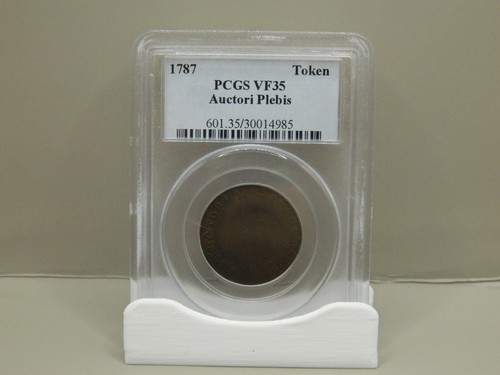 1787 Token
PCGS VF35
Auctori Plebis
601.35/30014985